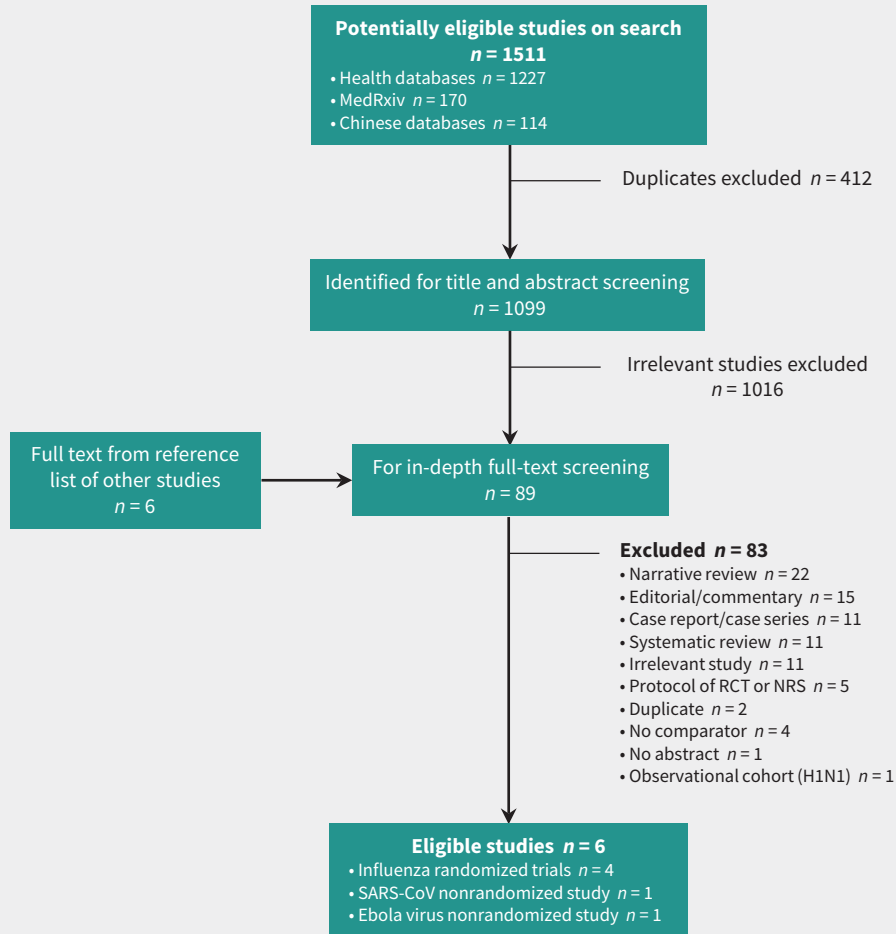 Potentially eligible studies on search
n = 1511
• Health databases n = 1227
• MedRxiv n = 170
• Chinese databases n = 114
Duplicates excluded n = 412
Identified for title and abstract screening
n = 1099
Irrelevant studies excluded
n = 1016
Full text from reference
list of other studies
n = 6
For in-depth full-text screening
n = 89
Excluded n = 83
• Narrative review n = 22
• Editorial/commentary n = 15
• Case report/case series n = 11
• Systematic review n = 11
• Irrelevant study n = 11
• Protocol of RCT or NRS n = 5
• Duplicate n = 2
• No comparator n = 4
• No abstract n = 1
• Observational cohort (H1N1) n = 1
Eligible studies n = 6
• Influenza randomized trials n = 4
• SARS-CoV nonrandomized study n = 1
• Ebola virus nonrandomized study n = 1